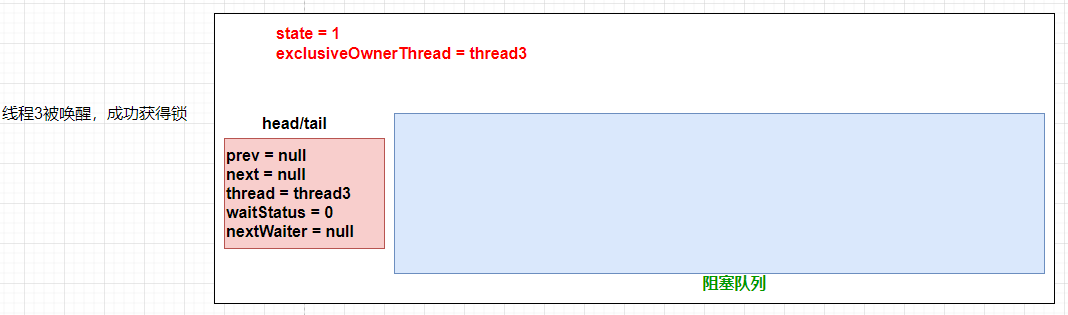 state = 1
exclusiveOwnerThread = thread3
线程3被唤醒，成功获得锁
head/tail
prev = null
next = null
thread = thread3
waitStatus = 0
nextWaiter = null
阻塞队列